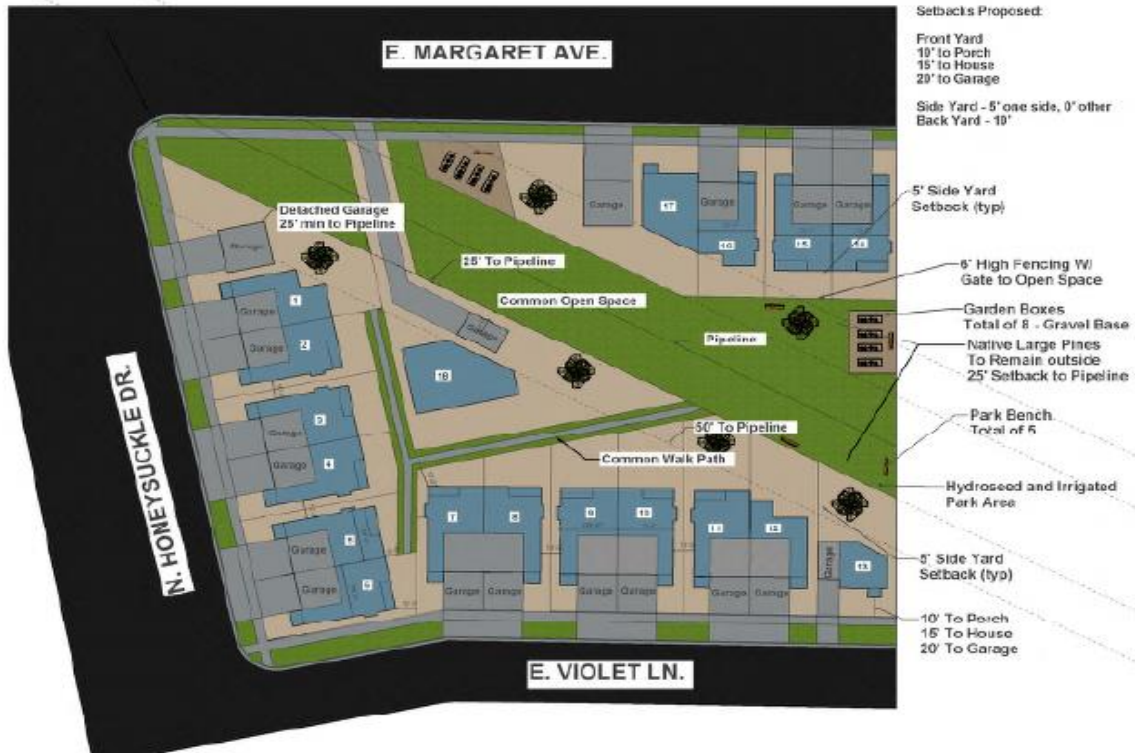 Setbacks Proposed:
Front Yard
10' to Porch
15' to House
20' to Garage
Side Yard - 5' one side, 0' other
Back Yard - 10'
E. MARGARET AVE.
5' Side Yard
Setback (typ)
6' High Fencing W/
Gate to Open Space
Garden Boxes
Total of 8 - Gravel Base
Native Large Pines
To Remain outside
25' Setback to Pipeline
Park Bench
Total of 5
Hydroseed and Irrigated
Park Area
5' Side Yard
Setback (typ)
10' To Porch
15' To House
20' To Garage
Detached Garage
25' min to Pipeline
25' To Pipeline
Common Open Space
Pipeline
50' To Pipeline
Common Walk Path
N. HONEYSUCKLE DR.
E. VIOLET LN.
Garage
17
Garage
Garage
Garage
15
Garage
1
Garage
Garage
2
Garage
18
Garage
3
Garage
4
Garage
5
Garage
6
7
8
9
10
11
12
13
Garage
Garage
Garage
Garage
Garage
Garage
Garage